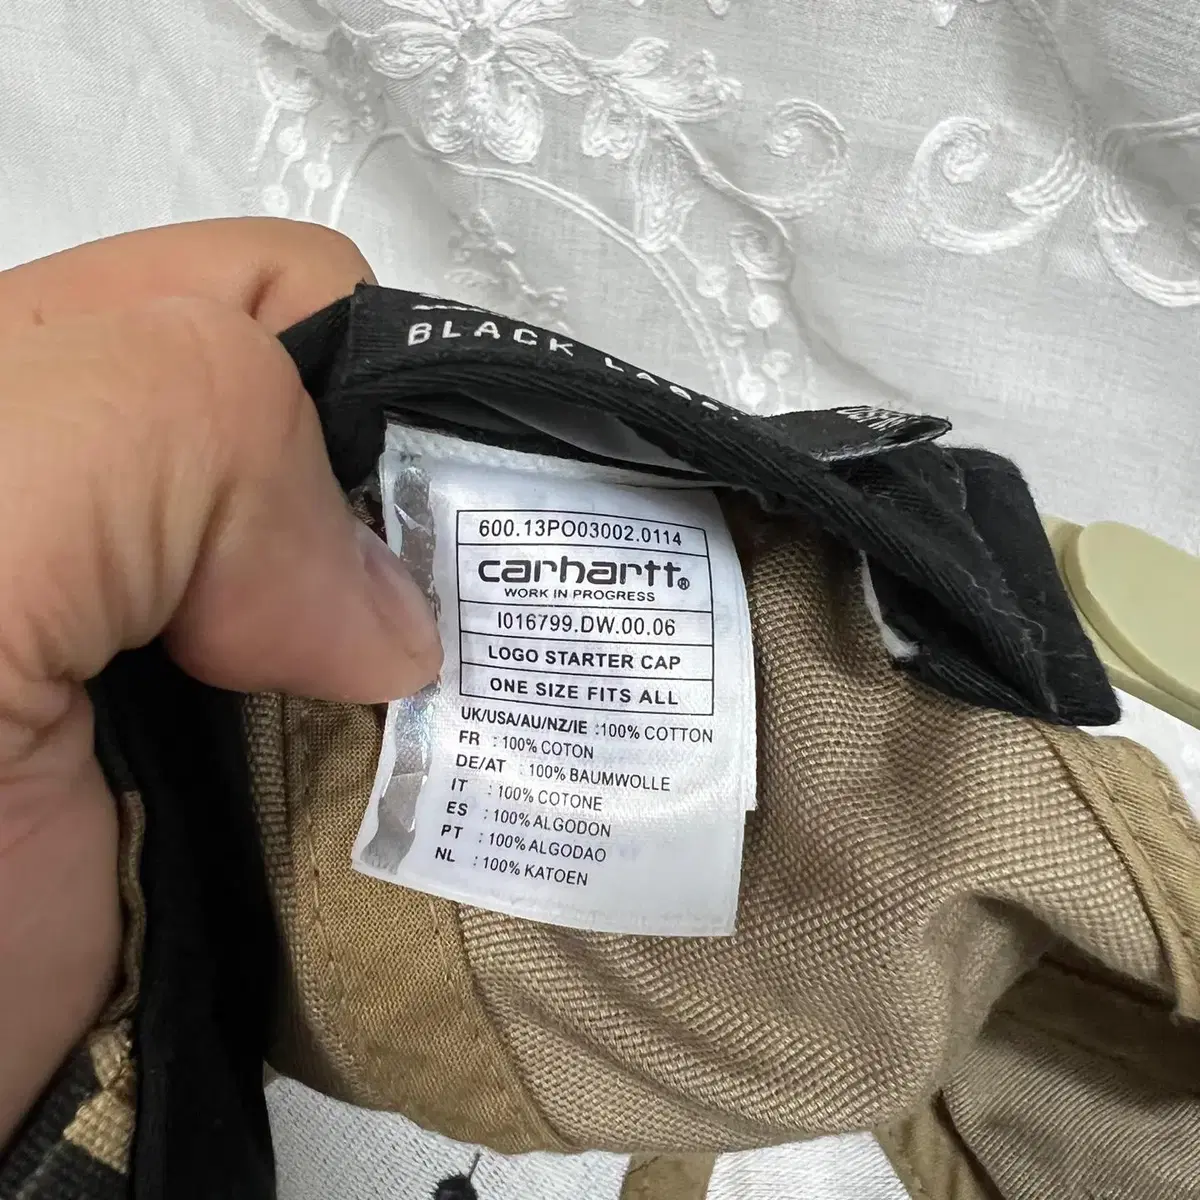 BLACK
600.13PO03002.0114
carhartt®
WORK IN PROGRESS
I016799.DW.00.06
LOGO STARTER CAP
ONE SIZE FITS ALL
UK/USA/AU/NZ/IE :100% COTTON
FR : 100% COTON
DE/AT : 100% BAUMWOLLE
IT : 100% COTONE
ES : 100% ALGODON
PT : 100% ALGODAO
NL : 100% KATOEN